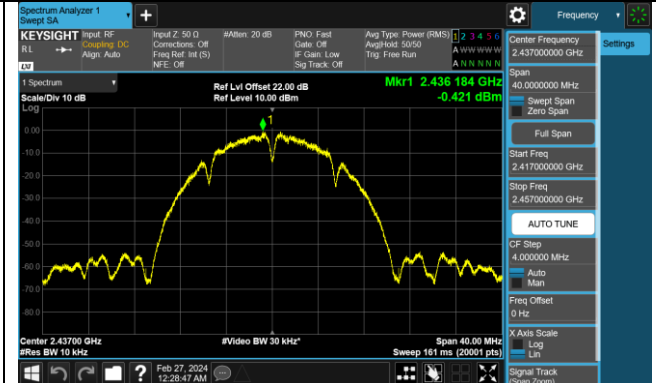 Spectrum Analyzer 1
Swept SA
+
Frequency
KEYSIGHT
RL
LXI
Input: RF
Coupling: DC
Align: Auto
Input Z: 50 Ω
Corrections: Off
Freq Ref: Int (S)
NFE: Off
#Atten: 20 dB
PNO: Fast
Gate: Off
IF Gain: Low
Sig Track: Off
Avg Type: Power (RMS)
Avg|Hold: 50/50
Trig: Free Run
1 2 3 4 5 6
A W W W W W
A N N N N N
1 Spectrum
Scale/Div 10 dB
Log
Ref Lvl Offset 22.00 dB
Ref Level 10.00 dBm
Mkr1 2.436 184 GHz
-0.421 dBm
1
0.00
-10.0
-20.0
-30.0
-40.0
-50.0
-60.0
-70.0
-80.0
Center 2.43700 GHz
#Res BW 10 kHz
#Video BW 30 kHz*
Span 40.00 MHz
Sweep 161 ms (20001 pts)
?
Feb 27, 2024
12:28:47 AM
Center Frequency
2.437000000 GHz
Settings
Span
40.0000000 MHz
Swept Span
Zero Span
Full Span
Start Freq
2.417000000 GHz
Stop Freq
2.457000000 GHz
AUTO TUNE
CF Step
4.000000 MHz
Auto
Man
Freq Offset
0 Hz
X Axis Scale
Log
Lin
Signal Track
(Span Zoom)